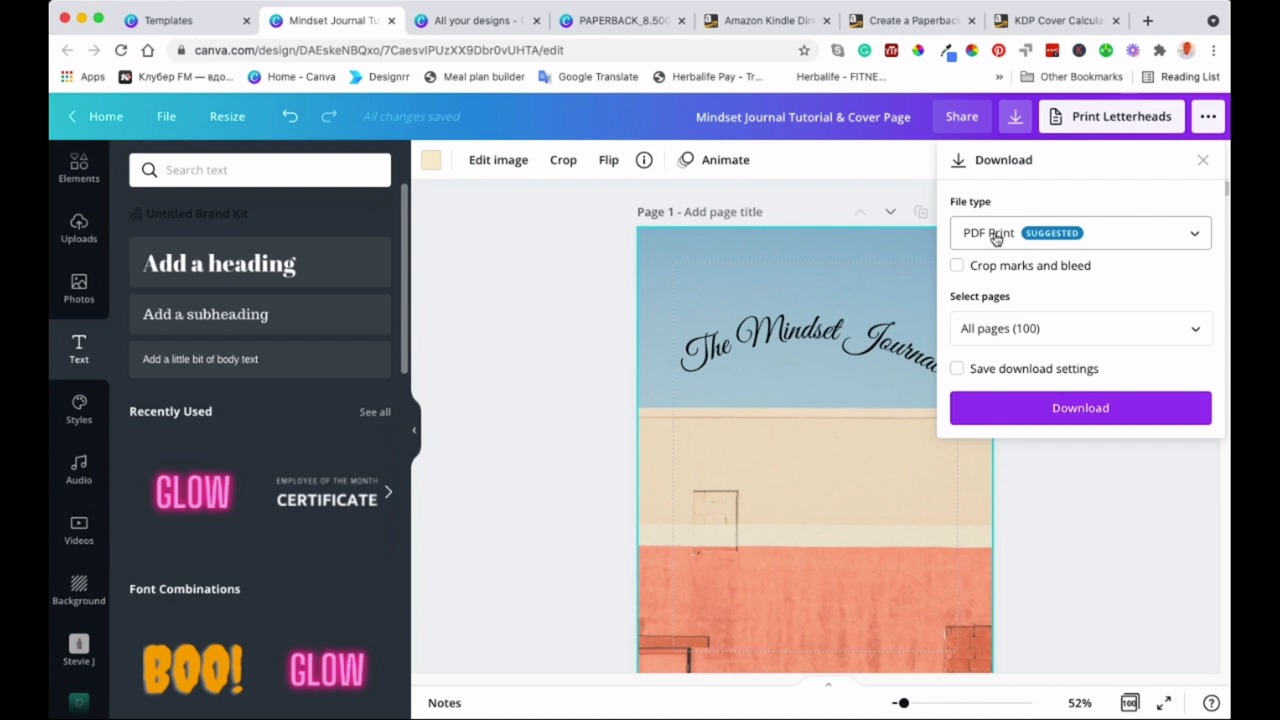 Templates
Mindset Journal Tu
All your designs - C
PAPERBACK_8.500
Amazon Kindle Dire
Create a Paperback
KDP Cover Calcula
canva.com/design/DAEskeNBQxo/7CaesvIPUzXX9Dbr0vUHTA/edit
Apps
Клубер FM — вдо...
Home - Canva
Designrr
Meal plan builder
Google Translate
Herbalife Pay - Tr...
Herbalife - FITNE...
Other Bookmarks
Reading List
Home
File
Resize
All changes saved
Mindset Journal Tutorial & Cover Page
Share
Print Letterheads
Elements
Uploads
Photos
Text
Styles
Audio
Videos
Background
Stevie J
Search text
Untitled Brand Kit
Add a heading
Add a subheading
Add a little bit of body text
Recently Used
See all
GLOW
EMPLOYEE OF THE MONTH
CERTIFICATE
Font Combinations
BOO!
GLOW
Edit image
Crop
Flip
Animate
Page 1 - Add page title
The Mindset Journa
Download
File type
PDF Print SUGGESTED
Crop marks and bleed
Select pages
All pages (100)
Save download settings
Download
Notes
52%
100